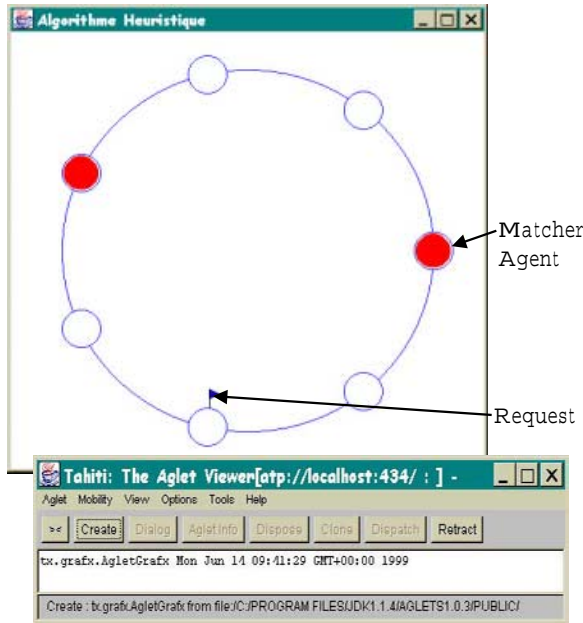 Algorithme Heuristique
Matcher
Agent
Request
Tahiti: The Aglet Viewer[atp://localhost:434/ : ] -
Aglet Mobility View Options Tools Help
>< Create Dialog AgletInfo Dispose Clone Dispatch Retract
tx.grafx.AgletGrafx Mon Jun 14 09:41:29 GMT+00:00 1999
Create : tx.grafx.AgletGrafx from file:/C:/PROGRAM FILES/JDK1.1.4/AGLETS1.0.3/PUBLIC/